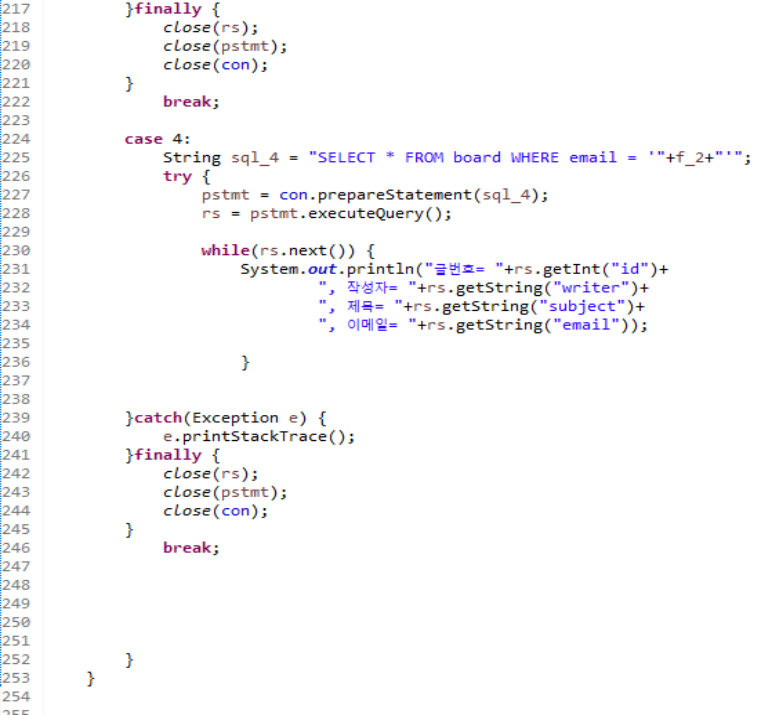 217 }finally {
218 close(rs);
219 close(pstmt);
220 close(con);
221 }
222 break;
223
224 case 4:
225 String sql_4 = "SELECT * FROM board WHERE email = '"+f_2+"'";
226 try {
227 pstmt = con.prepareStatement(sql_4);
228 rs = pstmt.executeQuery();
229
230 while(rs.next()) {
231 System.out.println("글번호= "+rs.getInt("id")+
232 ", 작성자= "+rs.getString("writer")+
233 ", 제목= "+rs.getString("subject")+
234 ", 이메일= "+rs.getString("email"));
235
236 }
237
238
239 }catch(Exception e) {
240 e.printStackTrace();
241 }finally {
242 close(rs);
243 close(pstmt);
244 close(con);
245 }
246 break;
247
248
249
250
251
252 }
253 }
254